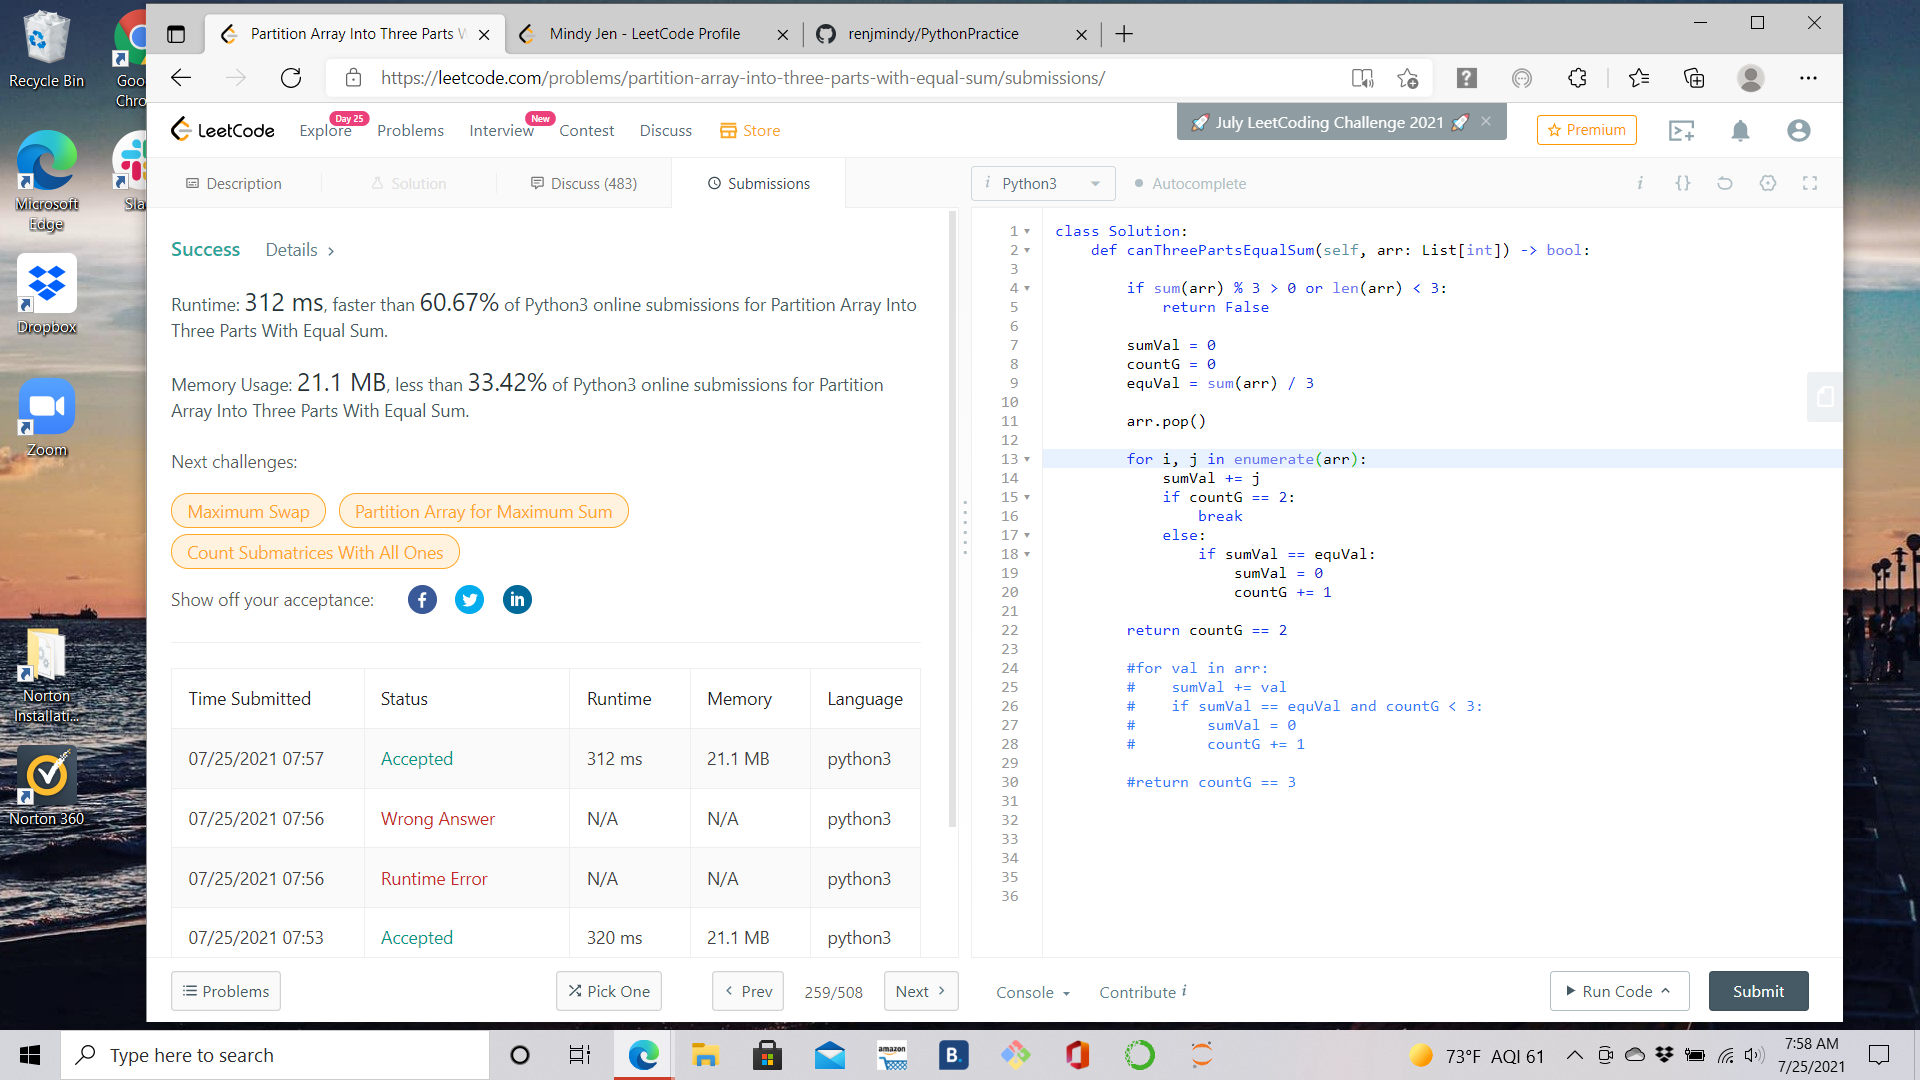 Recycle Bin
Goo
Chro
Microsoft
Edge
Sla
Dropbox
Zoom
Norton
Installati...
Norton 360
Partition Array Into Three Parts W
Mindy Jen - LeetCode Profile
renjmindy/PythonPractice
https://leetcode.com/problems/partition-array-into-three-parts-with-equal-sum/submissions/
LeetCode
Explore
Day 25
Problems
Interview
New
Contest
Discuss
Store
🚀 July LeetCoding Challenge 2021 🚀 ×
Premium
Description
Solution
Discuss (483)
Submissions
i Python3
Autocomplete
i {}
Success
Details >
Runtime: 312 ms, faster than 60.67% of Python3 online submissions for Partition Array Into
Three Parts With Equal Sum.
Memory Usage: 21.1 MB, less than 33.42% of Python3 online submissions for Partition
Array Into Three Parts With Equal Sum.
Next challenges:
Maximum Swap
Partition Array for Maximum Sum
Count Submatrices With All Ones
Show off your acceptance:
Time Submitted Status Runtime Memory Language
07/25/2021 07:57 Accepted 312 ms 21.1 MB python3
07/25/2021 07:56 Wrong Answer N/A N/A python3
07/25/2021 07:56 Runtime Error N/A N/A python3
07/25/2021 07:53 Accepted 320 ms 21.1 MB python3
1 class Solution:
2     def canThreePartsEqualSum(self, arr: List[int]) -> bool:
3
4         if sum(arr) % 3 > 0 or len(arr) < 3:
5             return False
6
7         sumVal = 0
8         countG = 0
9         equVal = sum(arr) / 3
10
11         arr.pop()
12
13         for i, j in enumerate(arr):
14             sumVal += j
15             if countG == 2:
16                 break
17             else:
18                 if sumVal == equVal:
19                     sumVal = 0
20                     countG += 1
21
22         return countG == 2
23
24         #for val in arr:
25         #    sumVal += val
26         #    if sumVal == equVal and countG < 3:
27         #        sumVal = 0
28         #        countG += 1
29
30         #return countG == 3
31
32
33
34
35
36
Problems
Pick One
< Prev
259/508
Next >
Console
Contribute i
Run Code
Submit
Type here to search
amazon
B.
73°F AQI 61
7:58 AM
7/25/2021